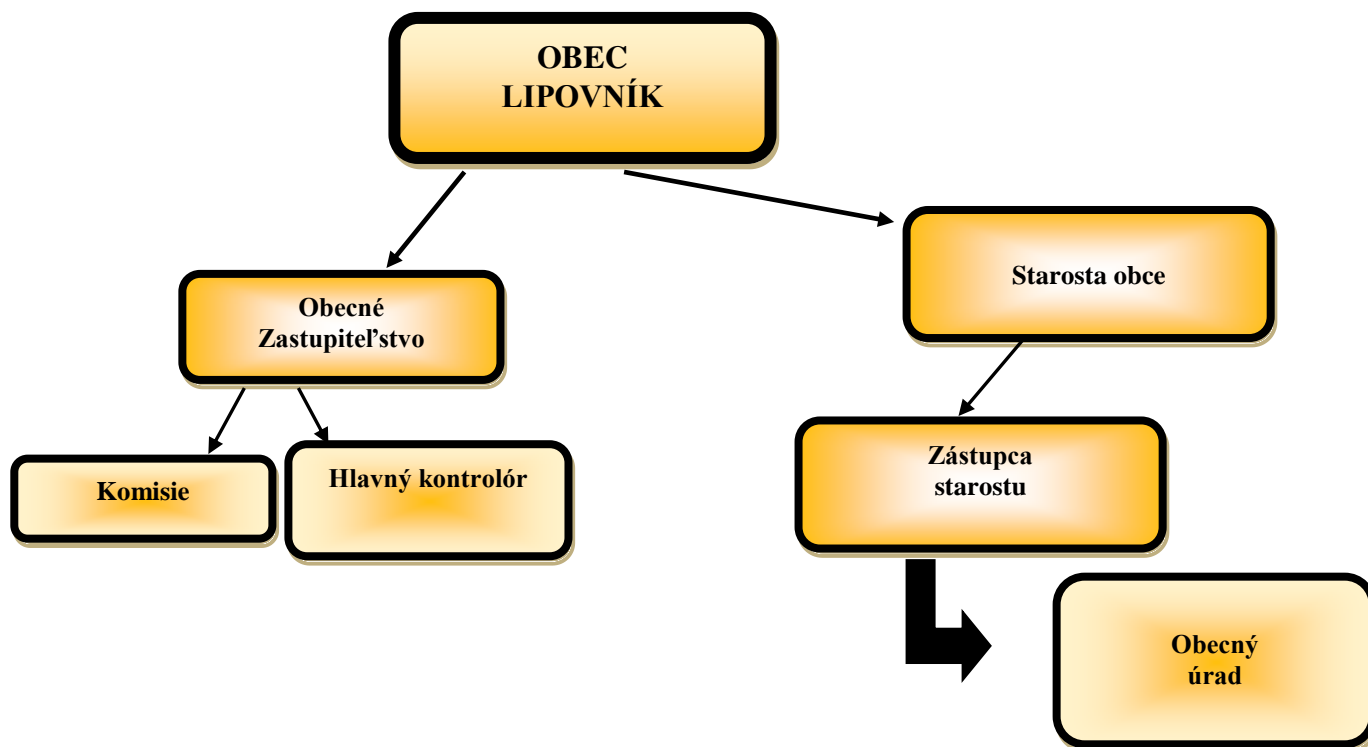 OBEC
LIPOVNÍK
Starosta obce
Obecné
Zastupiteľstvo
Zástupca
starostu
Komisie
Hlavný kontrolór
Obecný
úrad